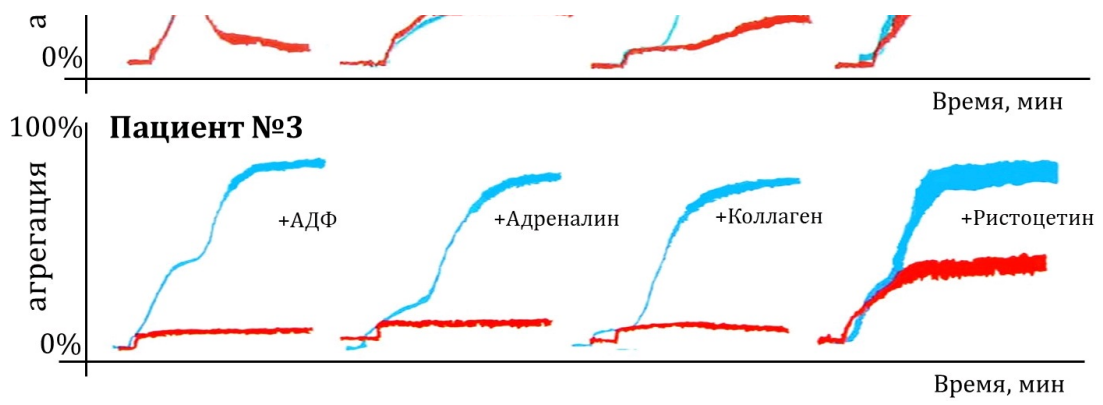 а
0%
Время, мин
100%
Пациент №3
агрегация
+АДФ
+Адреналин
+Коллаген
+Ристоцетин
0%
Время, мин